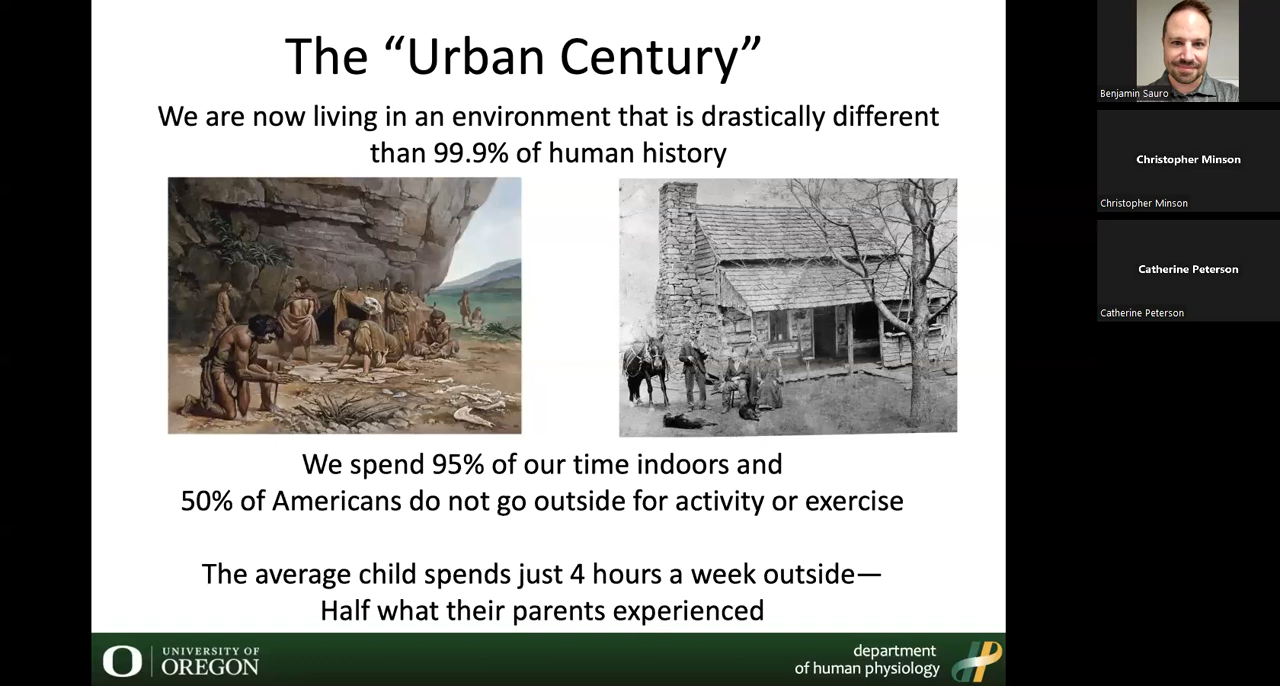 The “Urban Century”
We are now living in an environment that is drastically different
than 99.9% of human history
We spend 95% of our time indoors and
50% of Americans do not go outside for activity or exercise
The average child spends just 4 hours a week outside—
Half what their parents experienced
O
UNIVERSITY OF
OREGON
department
of human physiology
Benjamin Sauro
Christopher Minson
Christopher Minson
Catherine Peterson
Catherine Peterson